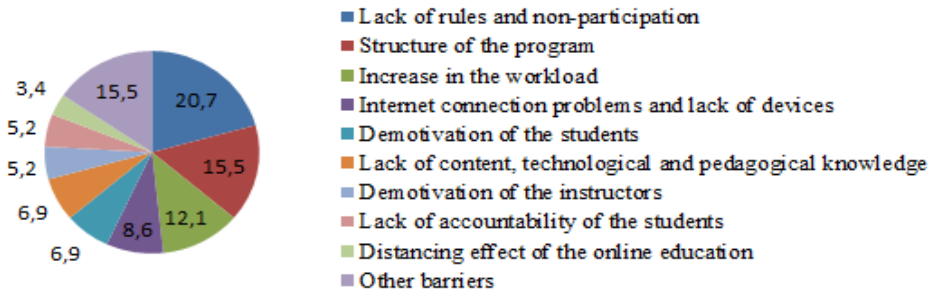 Lack of rules and non-participation
Structure of the program
Increase in the workload
Internet connection problems and lack of devices
Demotivation of the students
Lack of content, technological and pedagogical knowledge
Demotivation of the instructors
Lack of accountability of the students
Distancing effect of the online education
Other barriers
20,7
15,5
12,1
8,6
6,9
6,9
5,2
5,2
3,4
15,5